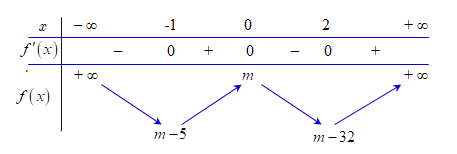 x −∞ -1 0 2 +∞
f′(x) − 0 + 0 − 0 +
+∞ m +∞
f(x)
m−5 m−32